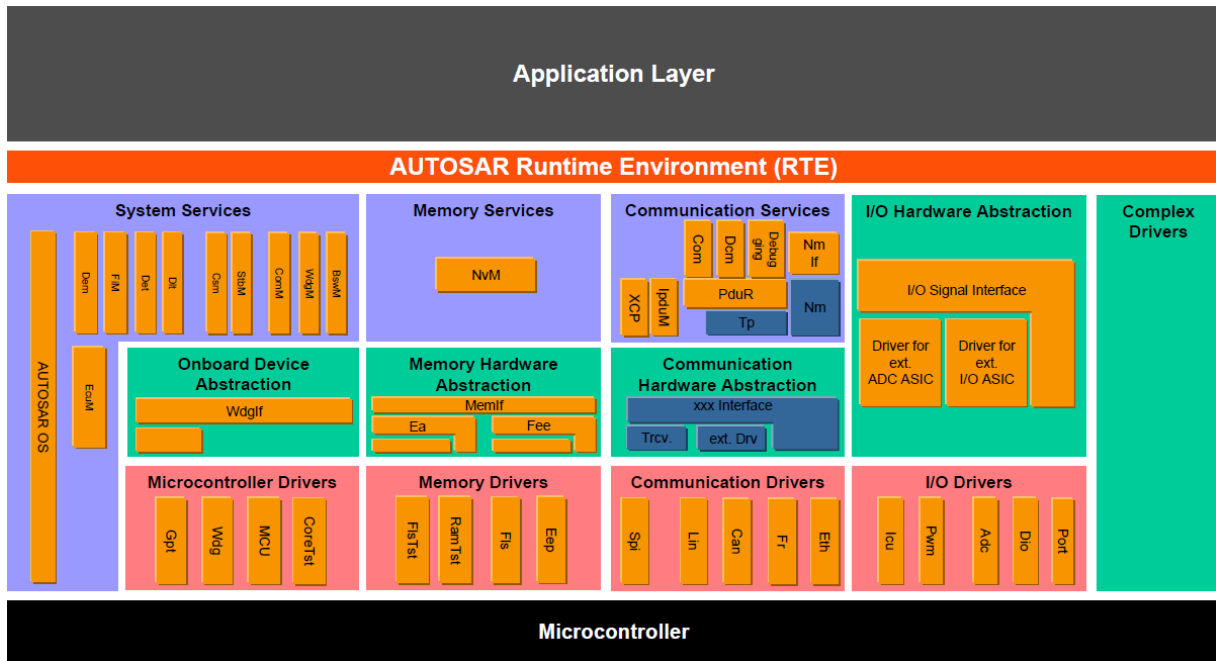 Application Layer
AUTOSAR Runtime Environment (RTE)
System Services
AUTOSAR OS
Dem
FiM
Det
Dlt
Csm
StbM
ComM
WdgM
BswM
EcuM
Memory Services
NvM
Communication Services
XCP
IpduM
Com
Dcm
Debug
ging
Nm
If
PduR
Tp
Nm
I/O Hardware Abstraction
I/O Signal Interface
Driver for
ext.
ADC ASIC
Driver for
ext.
I/O ASIC
Complex
Drivers
Onboard Device
Abstraction
WdgIf
Memory Hardware
Abstraction
MemIf
Ea
Fee
Communication
Hardware Abstraction
xxx Interface
Trcv.
ext. Drv
Microcontroller Drivers
Gpt
Wdg
MCU
CoreTst
Memory Drivers
FlsTst
RamTst
Fls
Eep
Communication Drivers
Spi
Lin
Can
Fr
Eth
I/O Drivers
Icu
Pwm
Adc
Dio
Port
Microcontroller